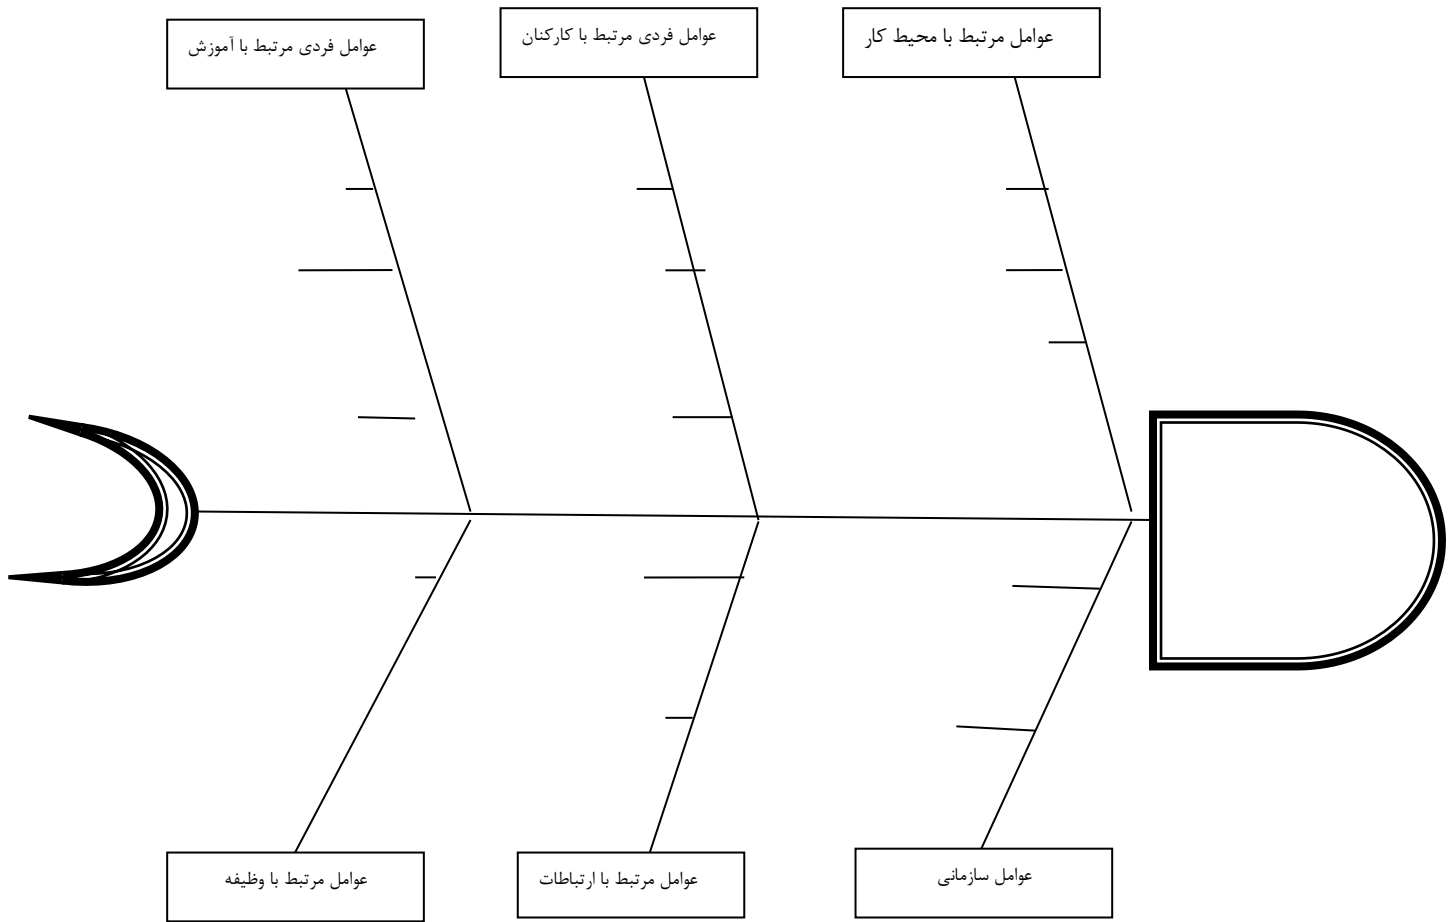 عوامل مرتبط با محیط کار
عوامل فردی مرتبط با کارکنان
عوامل فردی مرتبط با آموزش
عوامل سازمانی
عوامل مرتبط با ارتباطات
عوامل مرتبط با وظیفه